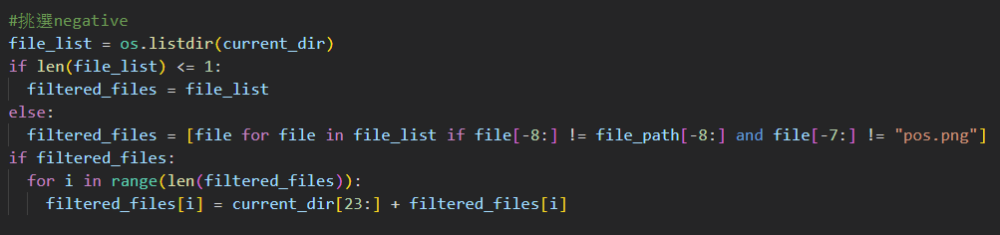 #挑選negative
file_list = os.listdir(current_dir)
if len(file_list) <= 1:
  filtered_files = file_list
else:
  filtered_files = [file for file in file_list if file[-8:] != file_path[-8:] and file[-7:] != "pos.png"]
if filtered_files:
  for i in range(len(filtered_files)):
    filtered_files[i] = current_dir[23:] + filtered_files[i]